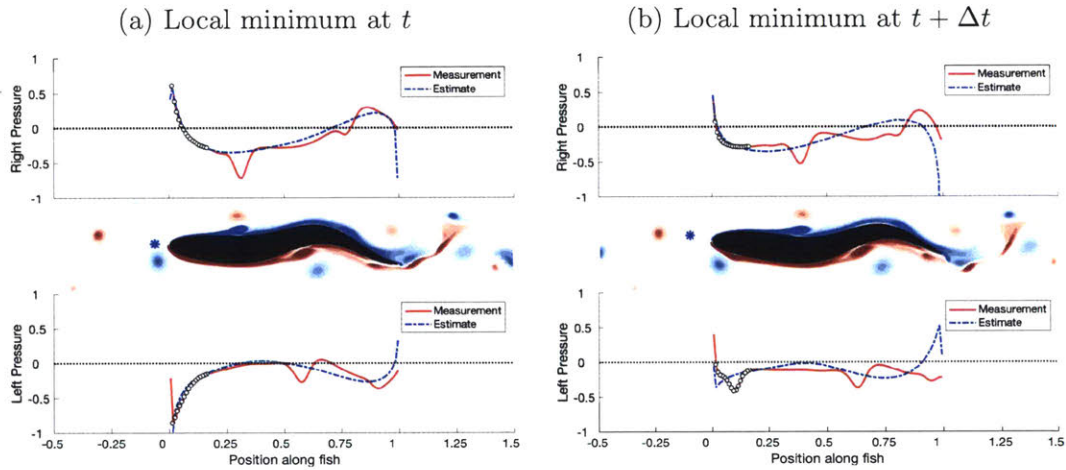 (a) Local minimum at t
(b) Local minimum at t + Δt
1
0.5
0
-0.5
-1
Right Pressure
Measurement
Estimate
1
0.5
0
-0.5
-1
Right Pressure
Measurement
Estimate
1
0.5
0
-0.5
-1
Left Pressure
Measurement
Estimate
-0.5
-0.25
0
0.25
0.5
0.75
1
1.25
1.5
Position along fish
1
0.5
0
-0.5
-1
Left Pressure
Measurement
Estimate
-0.5
-0.25
0
0.25
0.5
0.75
1
1.25
1.5
Position along fish